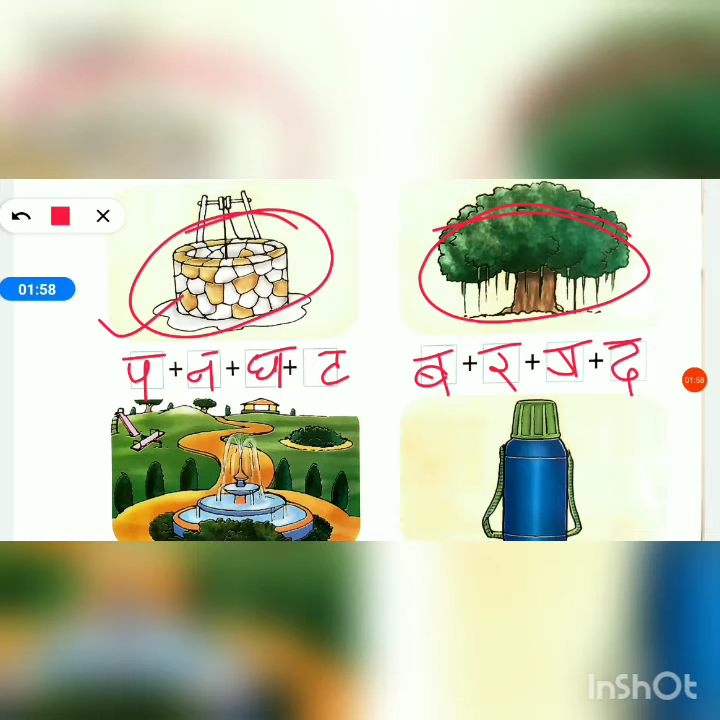 01:58
प + न + घ + ट
ब + र + ग + द
01:58
InShOt